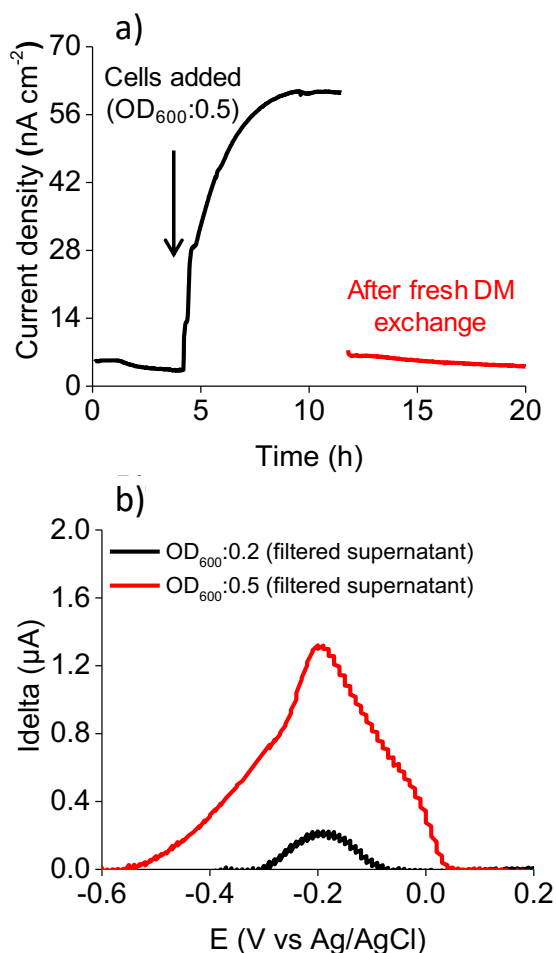 a)
70
56
42
28
14
0
Current density (nA cm⁻²)
Cells added
(OD₆₀₀:0.5)
After fresh DM
exchange
0
5
10
15
20
Time (h)
b)
2.0
1.6
1.2
0.8
0.4
0.0
Idelta (µA)
OD₆₀₀:0.2 (filtered supernatant)
OD₆₀₀:0.5 (filtered supernatant)
-0.6
-0.4
-0.2
0.0
0.2
E (V vs Ag/AgCl)